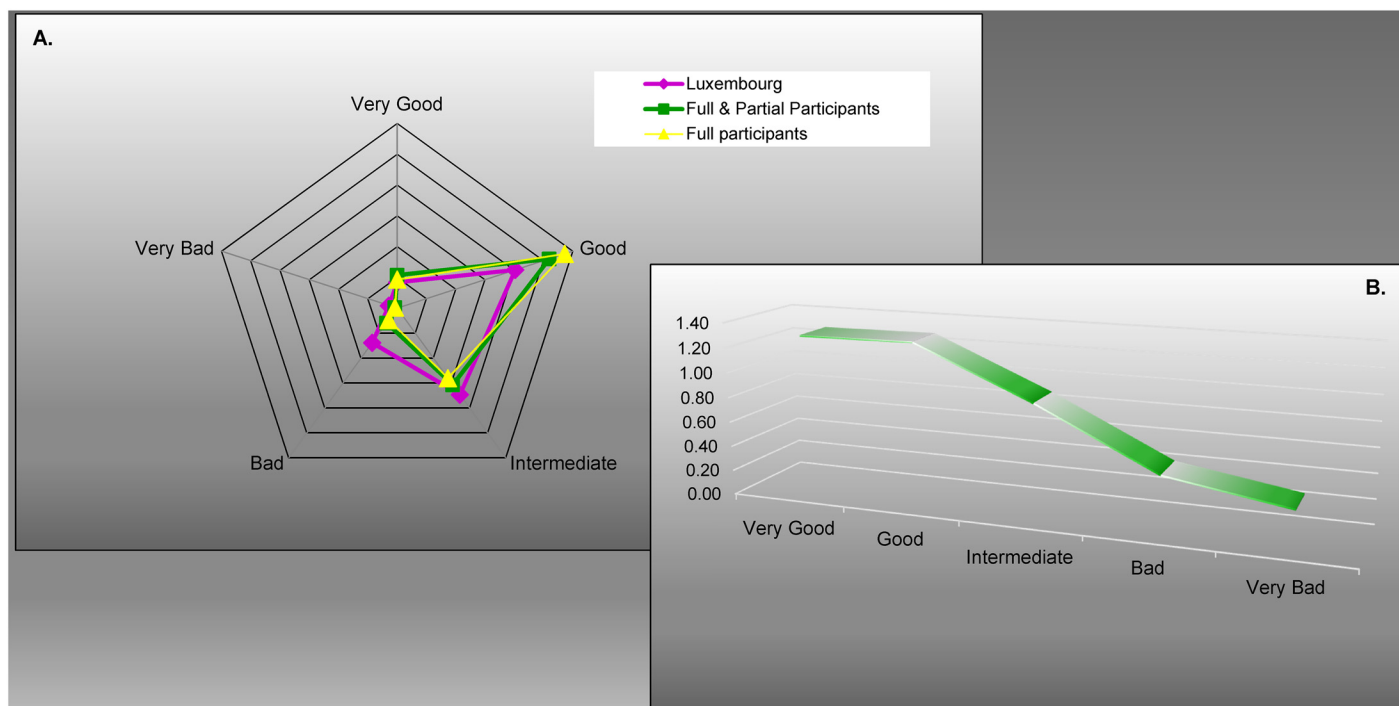 A.
Luxembourg
Full & Partial Participants
Full participants
Very Good
Very Bad
Good
Bad
Intermediate
B.
1.40
1.20
1.00
0.80
0.60
0.40
0.20
0.00
Very Good
Good
Intermediate
Bad
Very Bad